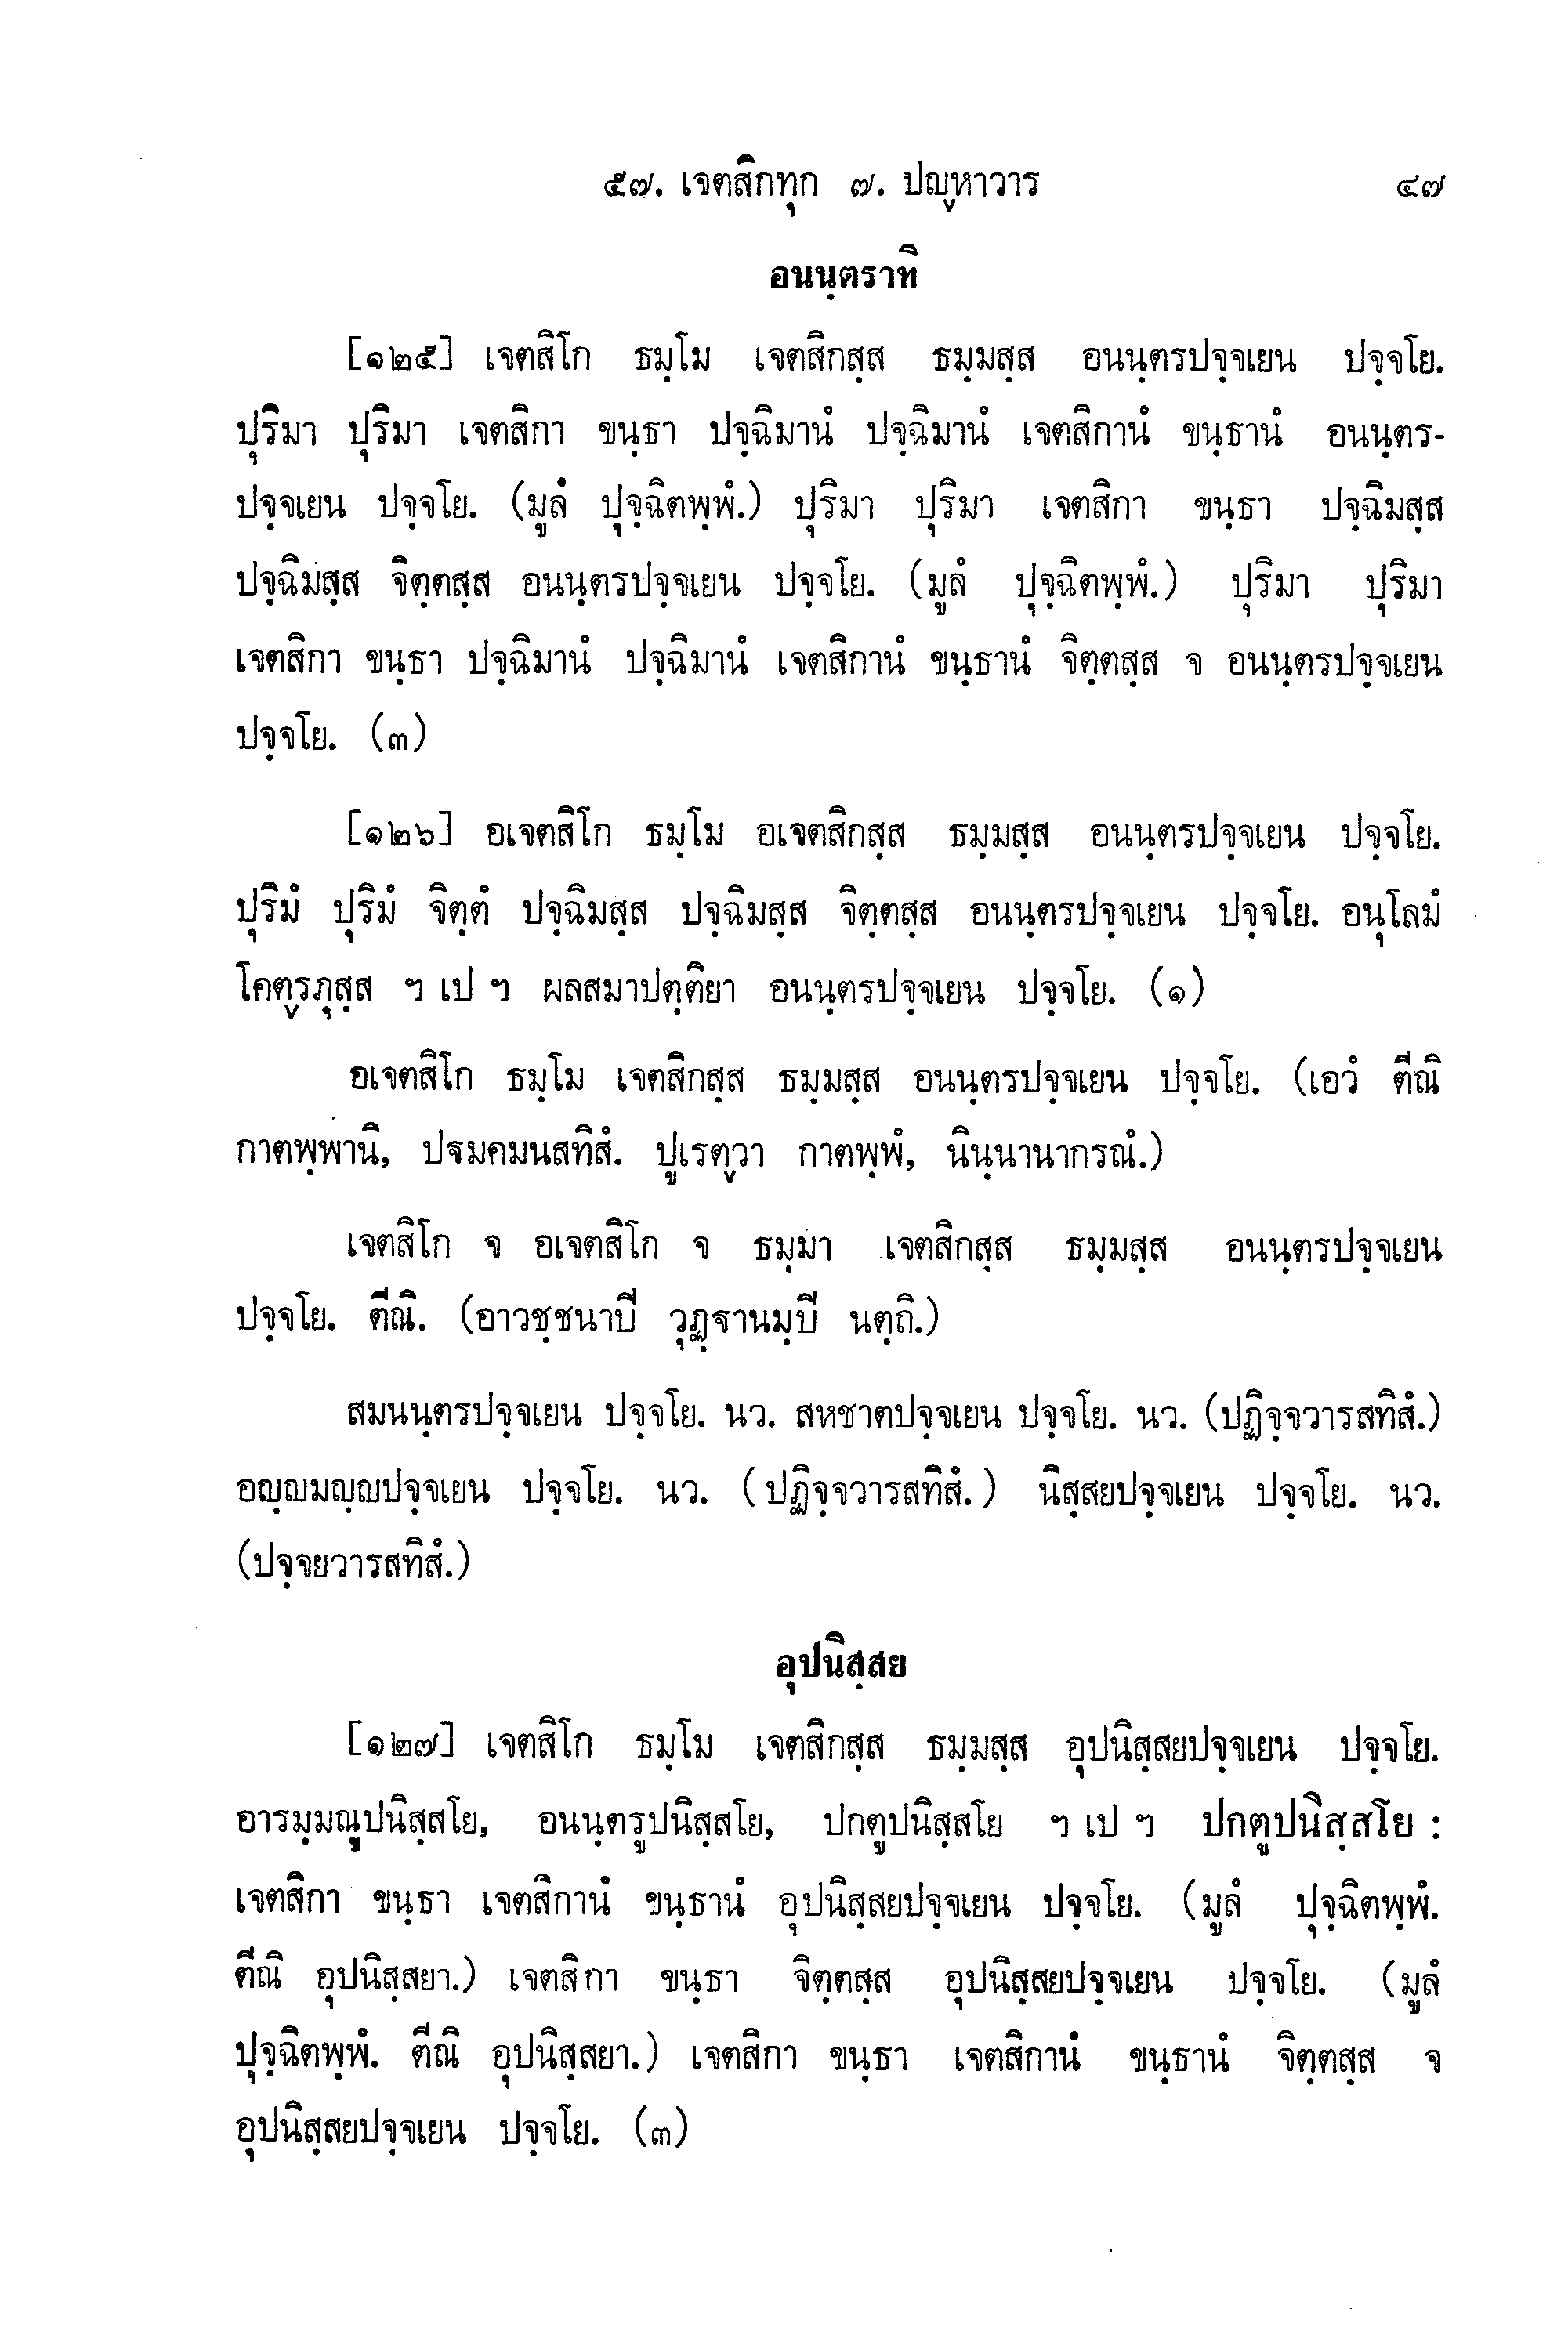 ๕๗. เจตสิกทุก ๗. ปญฺหาวาร ๔๗
อนนฺตราทิ
[๑๒๕] เจตสิโก ธมฺโม เจตสิกสฺส ธมฺมสฺส อนนฺตรปจฺจเยน ปจฺจโย.
ปุริมา ปุริมา เจตสิกา ขนฺธา ปจฺฉิมานํ ปจฺฉิมานํ เจตสิกานํ ขนฺธานํ อนนฺตร-
ปจฺจเยน ปจฺจโย. (มูลํ ปุจฺฉิตพฺพํ.) ปุริมา ปุริมา เจตสิกา ขนฺธา ปจฺฉิมสฺส
ปจฺฉิมสฺส จิตฺตสฺส อนนฺตรปจฺจเยน ปจฺจโย. (มูลํ ปุจฺฉิตพฺพํ.) ปุริมา ปุริมา
เจตสิกา ขนฺธา ปจฺฉิมานํ ปจฺฉิมานํ เจตสิกานํ ขนฺธานํ จิตฺตสฺส จ อนนฺตรปจฺจเยน
ปจฺจโย. (๓)
[๑๒๖] อเจตสิโก ธมฺโม อเจตสิกสฺส ธมฺมสฺส อนนฺตรปจฺจเยน ปจฺจโย.
ปุริมํ ปุริมํ จิตฺตํ ปจฺฉิมสฺส ปจฺฉิมสฺส จิตฺตสฺส อนนฺตรปจฺจเยน ปจฺจโย. อนุโลมํ
โคตฺรภุสฺส ฯ เป ฯ ผลสมาปตฺติยา อนนฺตรปจฺจเยน ปจฺจโย. (๑)
อเจตสิโก ธมฺโม เจตสิกสฺส ธมฺมสฺส อนนฺตรปจฺจเยน ปจฺจโย. (เอวํ ตีณิ
กาตพฺพานิ, ปฐมคมนสทิสํ. ปูเรตฺวา กาตพฺพํ, นินฺนานากรณํ.)
เจตสิโก จ อเจตสิโก จ ธมฺมา เจตสิกสฺส ธมฺมสฺส อนนฺตรปจฺจเยน
ปจฺจโย. ตีณิ. (อาวชฺชนาปิ วุฏฺฐานมฺปิ นตฺถิ.)
สมนนฺตรปจฺจเยน ปจฺจโย. นว. สหชาตปจฺจเยน ปจฺจโย. นว. (ปฏิจฺจวารสทิสํ.)
อญฺญมญฺญปจฺจเยน ปจฺจโย. นว. (ปฏิจฺจวารสทิสํ.) นิสฺสยปจฺจเยน ปจฺจโย. นว.
(ปจฺจยวารสทิสํ.)
อุปนิสฺสย
[๑๒๗] เจตสิโก ธมฺโม เจตสิกสฺส ธมฺมสฺส อุปนิสฺสยปจฺจเยน ปจฺจโย.
อารมฺมณูปนิสฺสโย, อนนฺตรูปนิสฺสโย, ปกตูปนิสฺสโย ฯ เป ฯ ปกตูปนิสฺสโย :
เจตสิกา ขนฺธา เจตสิกานํ ขนฺธานํ อุปนิสฺสยปจฺจเยน ปจฺจโย. (มูลํ ปุจฺฉิตพฺพํ.
ตีณิ อุปนิสฺสยา.) เจตสิกา ขนฺธา จิตฺตสฺส อุปนิสฺสยปจฺจเยน ปจฺจโย. (มูลํ
ปุจฺฉิตพฺพํ. ตีณิ อุปนิสฺสยา.) เจตสิกา ขนฺธา เจตสิกานํ ขนฺธานํ จิตฺตสฺส จ
อุปนิสฺสยปจฺจเยน ปจฺจโย. (๓)